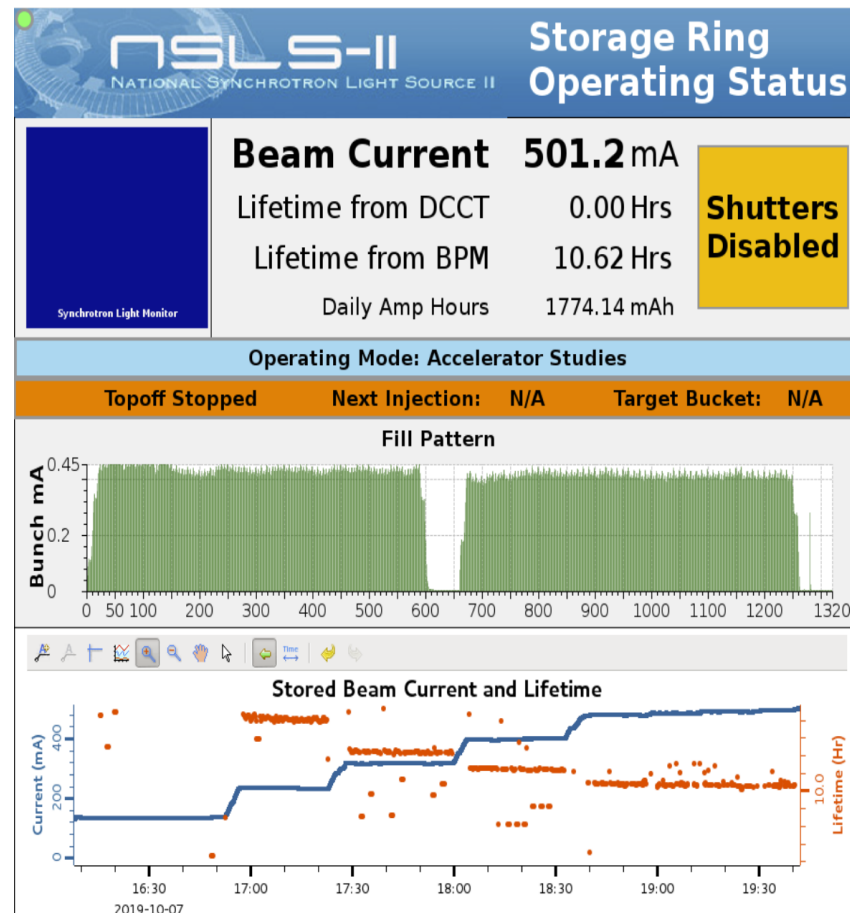 NSLS-II
NATIONAL SYNCHROTRON LIGHT SOURCE II
Storage Ring
Operating Status
Synchrotron Light Monitor
Beam Current 501.2 mA
Lifetime from DCCT 0.00 Hrs
Lifetime from BPM 10.62 Hrs
Daily Amp Hours 1774.14 mAh
Shutters
Disabled
Operating Mode: Accelerator Studies
Topoff Stopped Next Injection: N/A Target Bucket: N/A
Fill Pattern
Bunch mA
0.45
0.2
0
0 50 100 200 300 400 500 600 700 800 900 1000 1100 1200 1320
Time
Stored Beam Current and Lifetime
Current (mA)
400
200
0
10.0
Lifetime (Hr)
16:30 17:00 17:30 18:00 18:30 19:00 19:30
2019-10-07